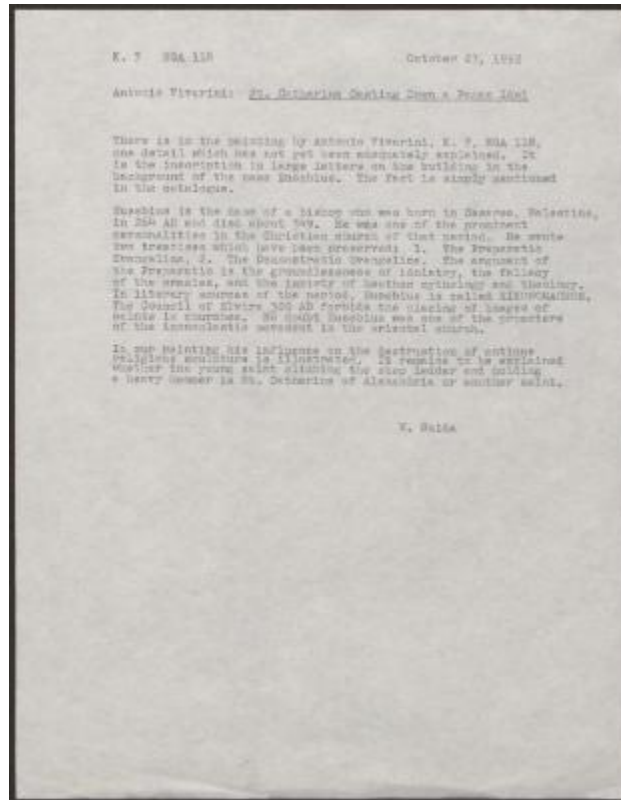 K. 7 NGA 118 October 27, 1952
Antonio Vivarini: St. Catherine Casting Down a Pagan Idol
There is in the painting by Antonio Vivarini, K. 7, NGA 118,
one detail which has not yet been adequately explained. It
is the inscription in large letters on the building in the
background of the name Eusebius. The fact is simply mentioned
in the catalogue.
Eusebius is the name of a bishop who was born in Palestine,
in 264 AD and died about He was one of the prominent
personalities in the Christian church of that period. He wrote
two treatises which have been preserved: 1. The Preparatio
Evangelica, 2. The Demonstratio Evangelica. The argument of
the Preparatio is the groundlessness of idolatry, the fallacy
of the oracles, and the of heathen mythology and theology.
In literary sources of the period, Eusebius is called
The Council of Elvira 300 AD forbids the placing of images of
saints in churches. No doubt Eusebius was one of the promoters
of the iconoclastic movement in the oriental church.
In our painting his influence on the destruction of antique
religious sculpture is illustrated. It remains to be explained
whether the young saint climbing the step ladder and holding
a heavy hammer is St. Catherine of Alexandria or another saint.
W. Suida